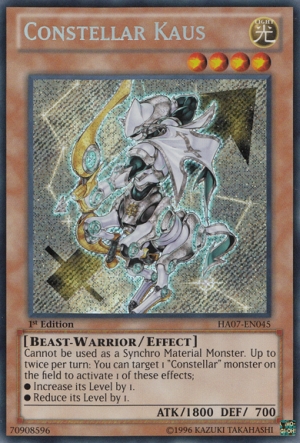 CONSTELLAR KAUS
LIGHT
光
1st Edition
HA07-EN045
[BEAST-WARRIOR/EFFECT]
Cannot be used as a Synchro Material Monster. Up to
twice per turn: You can target 1 "Constellar" monster on
the field to activate 1 of these effects;
● Increase its Level by 1.
● Reduce its Level by 1.
ATK/1800 DEF/ 700
70908596
©1996 KAZUKI TAKAHASHI